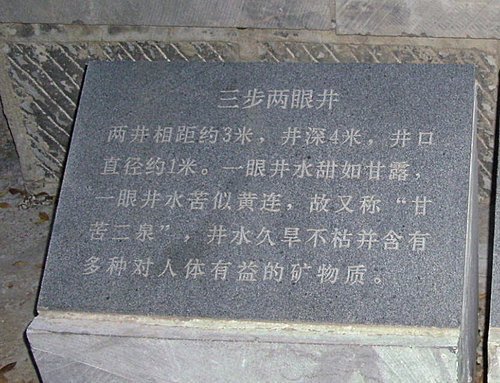 三步两眼井
两井相距约3米，井深4米，井口
直径约1米。一眼井水甜如甘露，
一眼井水苦似黄连，故又称“甘
苦三泉”，井水久旱不枯并含有
多种对人体有益的矿物质。